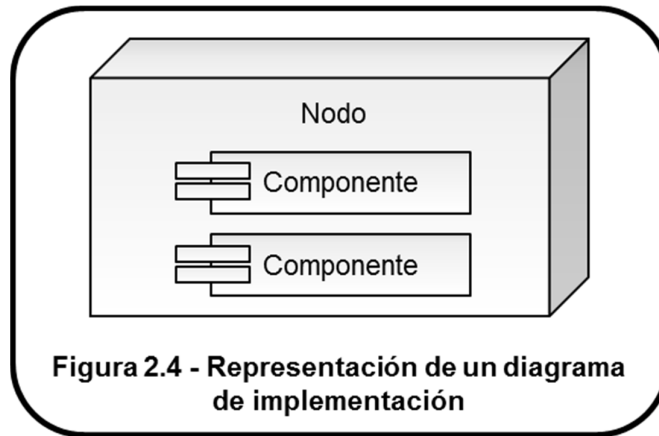 Nodo
Componente
Componente
Figura 2.4 - Representación de un diagrama
de implementación